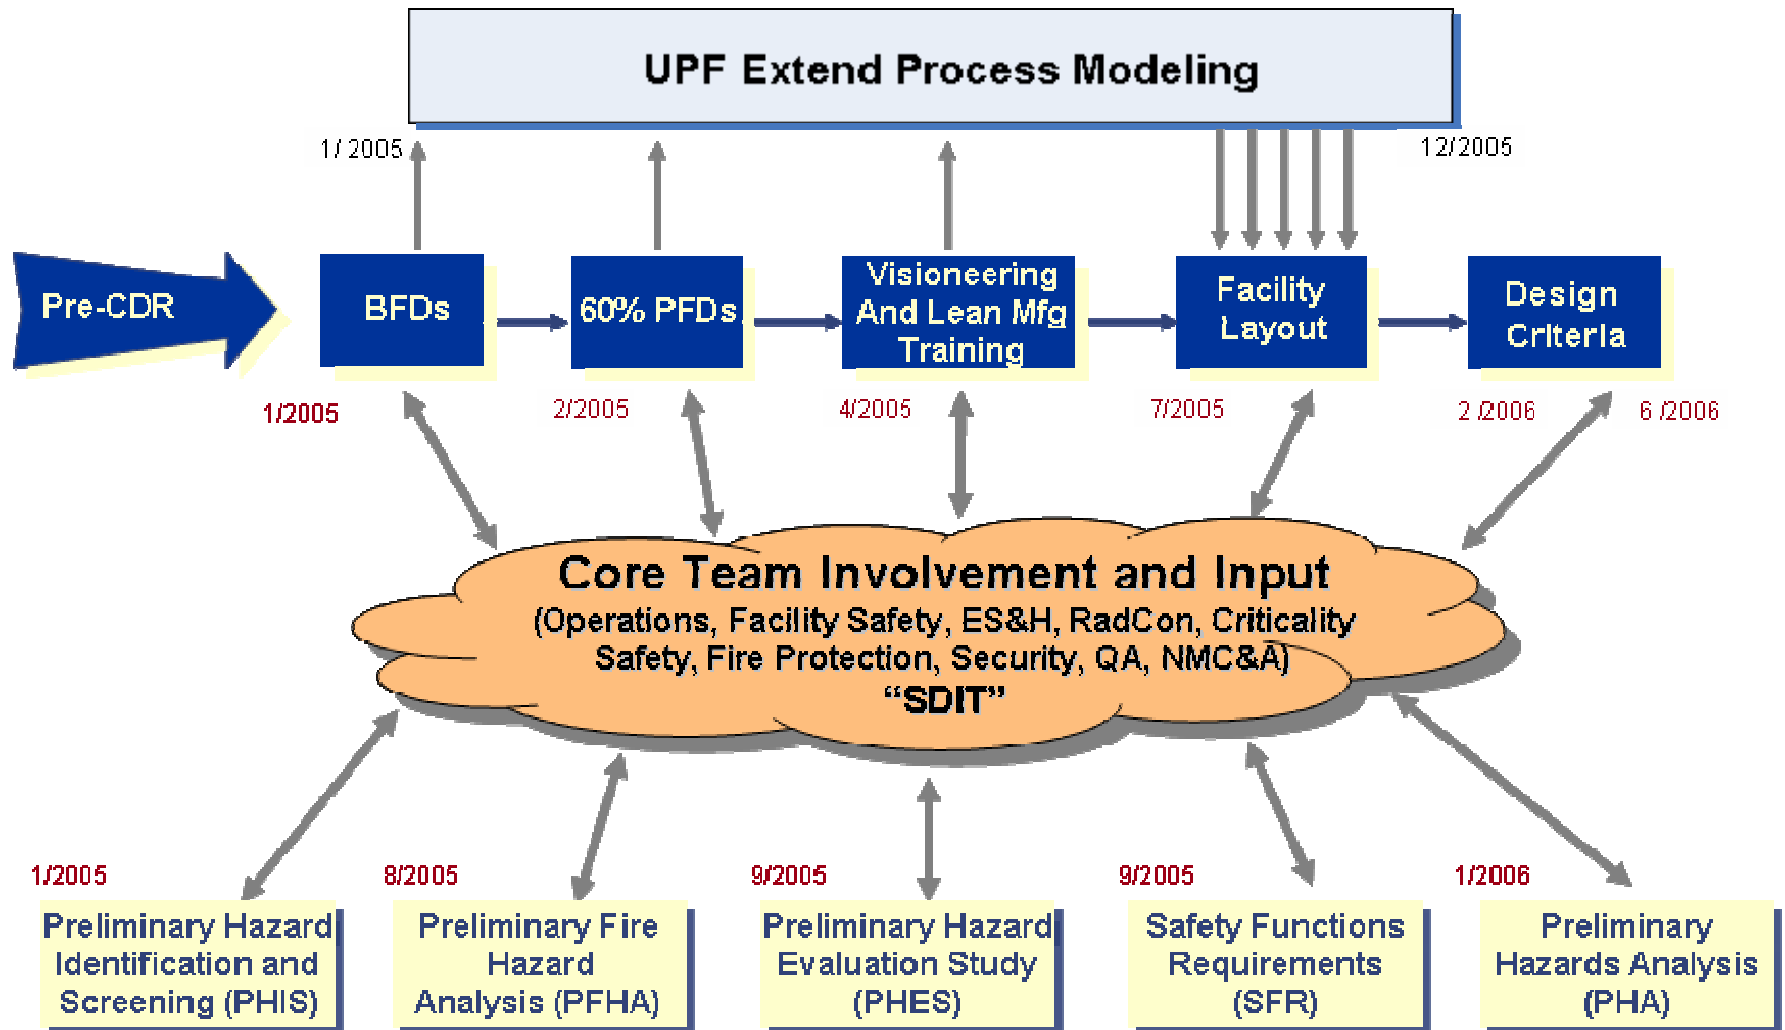 UPF Extend Process Modeling
1/2005
12/2005
Pre-CDR
BFDs
60% PFDs
Visioneering
And Lean Mfg
Training
Facility
Layout
Design
Criteria
1/2005
2/2005
4/2005
7/2005
2/2006
6/2006
Core Team Involvement and Input
(Operations, Facility Safety, ES&H, RadCon, Criticality
Safety, Fire Protection, Security, QA, NMC&A)
“SDIT”
1/2005
8/2005
9/2005
9/2005
1/2006
Preliminary Hazard
Identification and
Screening (PHIS)
Preliminary Fire
Hazard
Analysis (PFHA)
Preliminary Hazard
Evaluation Study
(PHES)
Safety Functions
Requirements
(SFR)
Preliminary
Hazards Analysis
(PHA)